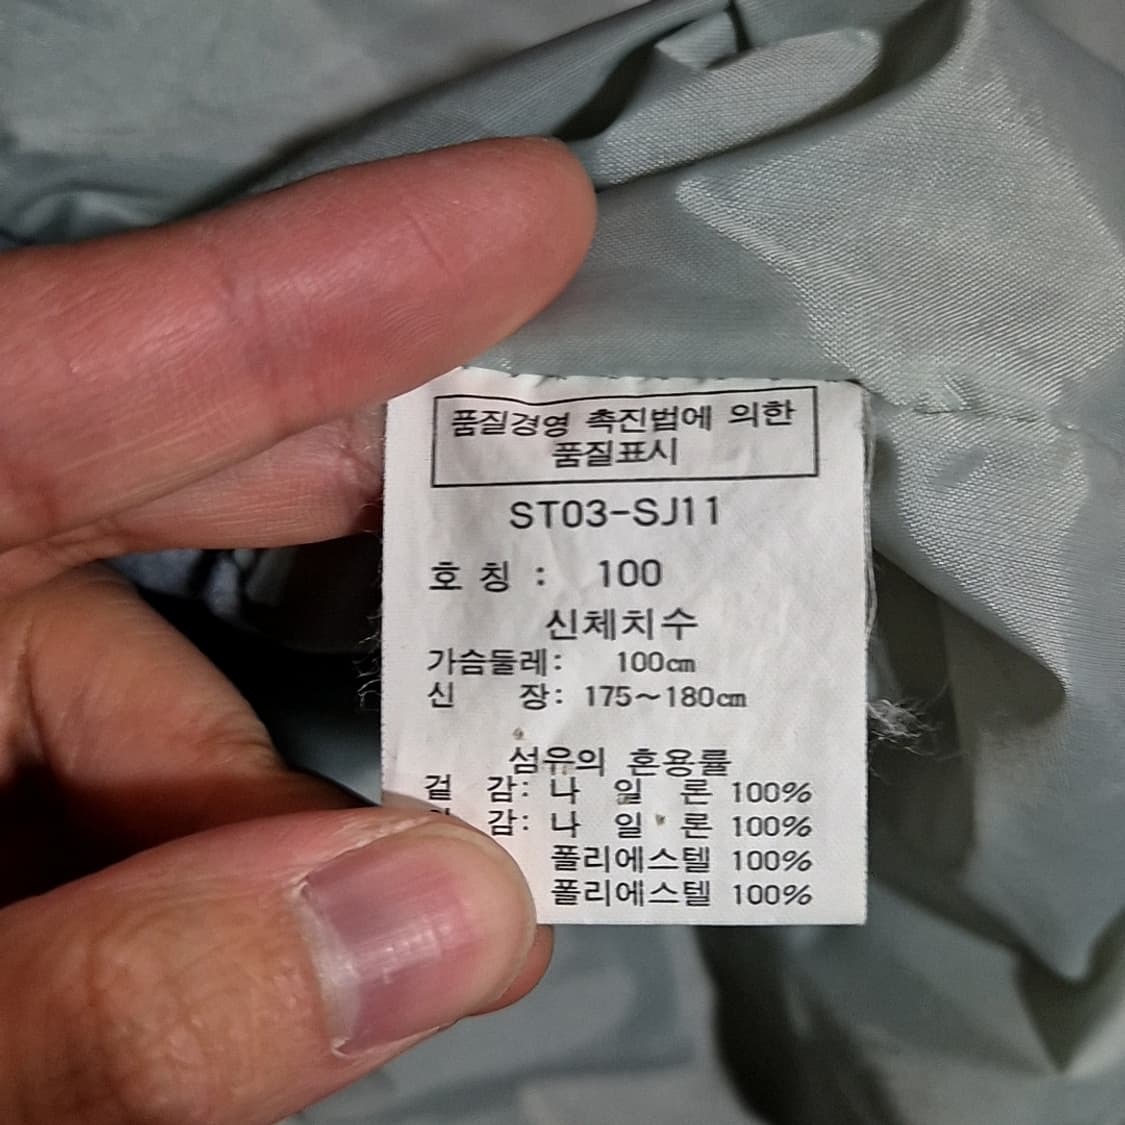 품질경영 촉진법에 의한
품질표시
ST03-SJ11
호 칭 : 100
신체치수
가슴둘레: 100㎝
신 장: 175~180㎝
섬유의 혼용률
겉 감: 나 일 론 100%
감: 나 일 론 100%
폴리에스텔 100%
폴리에스텔 100%